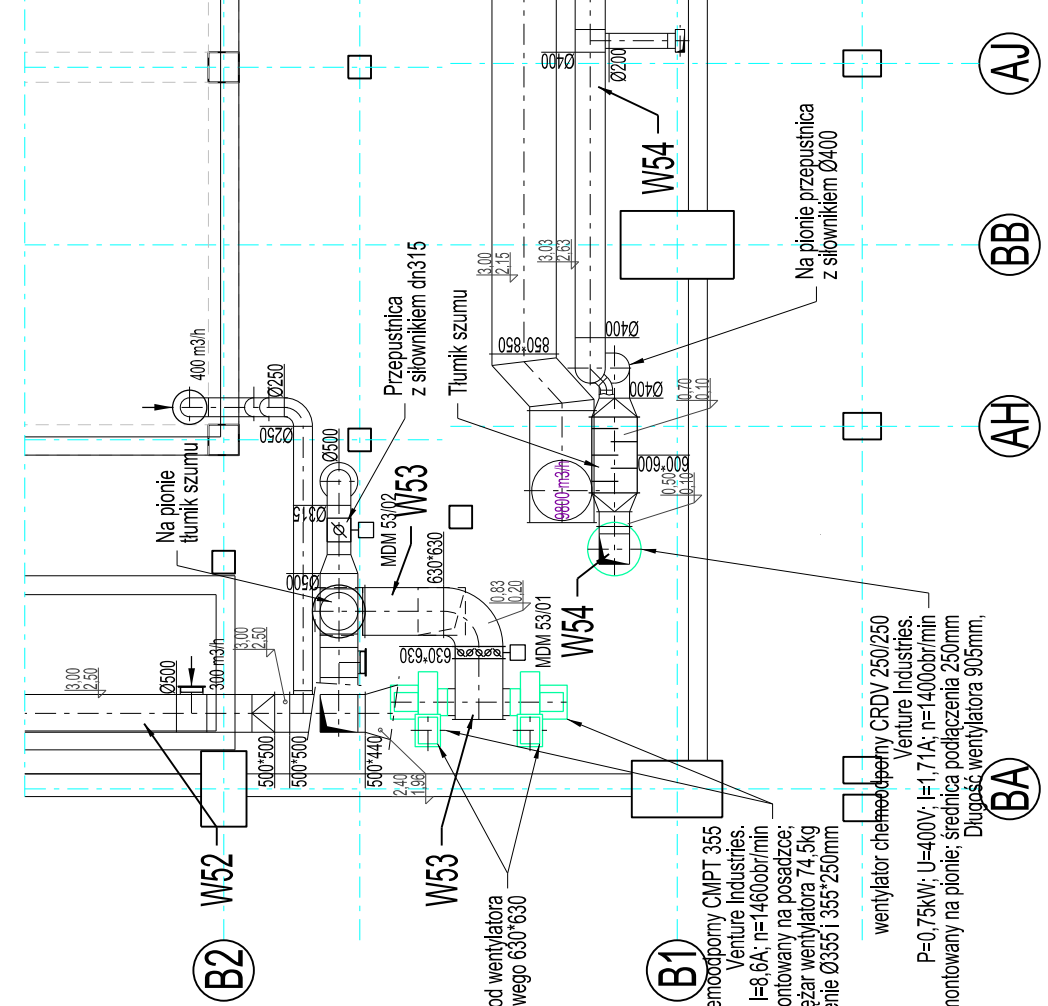 AJ
BB
AH
BA
B2
B1
Ø400
Ø200
W54
3,00
2,15
3,03
2,63
Na pionie przepustnica
z siłownikiem Ø400
Przepustnica
z siłownikiem dn315
Tłumik szumu
850*850
Ø400
Ø400
0,70
0,10
600*600
0,50
0,10
9800 m3/h
400 m3/h
Ø250
Ø250
Ø500
Na pionie
tłumik szumu
Ø315
MDM 53/02
W53
Ø500
630*630
0,83
0,20
630*630
MDM 53/01
W54
3,00
2,50
Ø500
300 m3/h
3,00
2,50
500*500
500*500
500*440
2,40
1,96
W52
W53
od wentylatora
wego 630*630
emoodporny CMPT 355
Venture Industries.
I=8,6A; n=1460obr/min
ontowany na posadzce;
ężar wentylatora 74,5kg
enie Ø355 i 355*250mm
wentylator chemoodporny CRDV 250/250
Venture Industries.
P=0,75kW; U=400V; I=1,71A; n=1400obr/min
montowany na pionie; średnica podłączenia 250mm
Długość wentylatora 905mm,